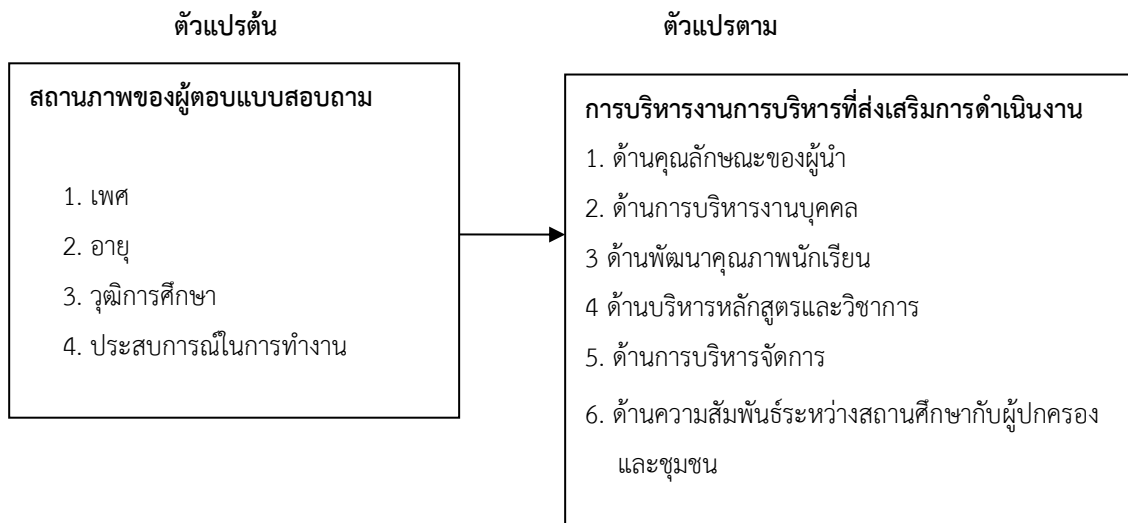 ตัวแปรต้น
ตัวแปรตาม
สถานภาพของผู้ตอบแบบสอบถาม
1. เพศ
2. อายุ
3. วุฒิการศึกษา
4. ประสบการณ์ในการทำงาน
การบริหารงานการบริหารที่ส่งเสริมการดำเนินงาน
1. ด้านคุณลักษณะของผู้นำ
2. ด้านการบริหารงานบุคคล
3 ด้านพัฒนาคุณภาพนักเรียน
4 ด้านบริหารหลักสูตรและวิชาการ
5. ด้านการบริหารจัดการ
6. ด้านความสัมพันธ์ระหว่างสถานศึกษากับผู้ปกครอง
และชุมชน